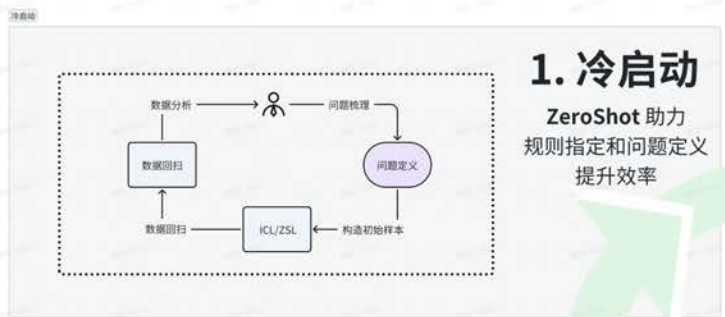 冷启动
1. 冷启动
ZeroShot 助力
规则指定和问题定义
提升效率
数据分析
问题梳理
数据回扫
问题定义
数据回扫
ICL/ZSL
构造初始样本